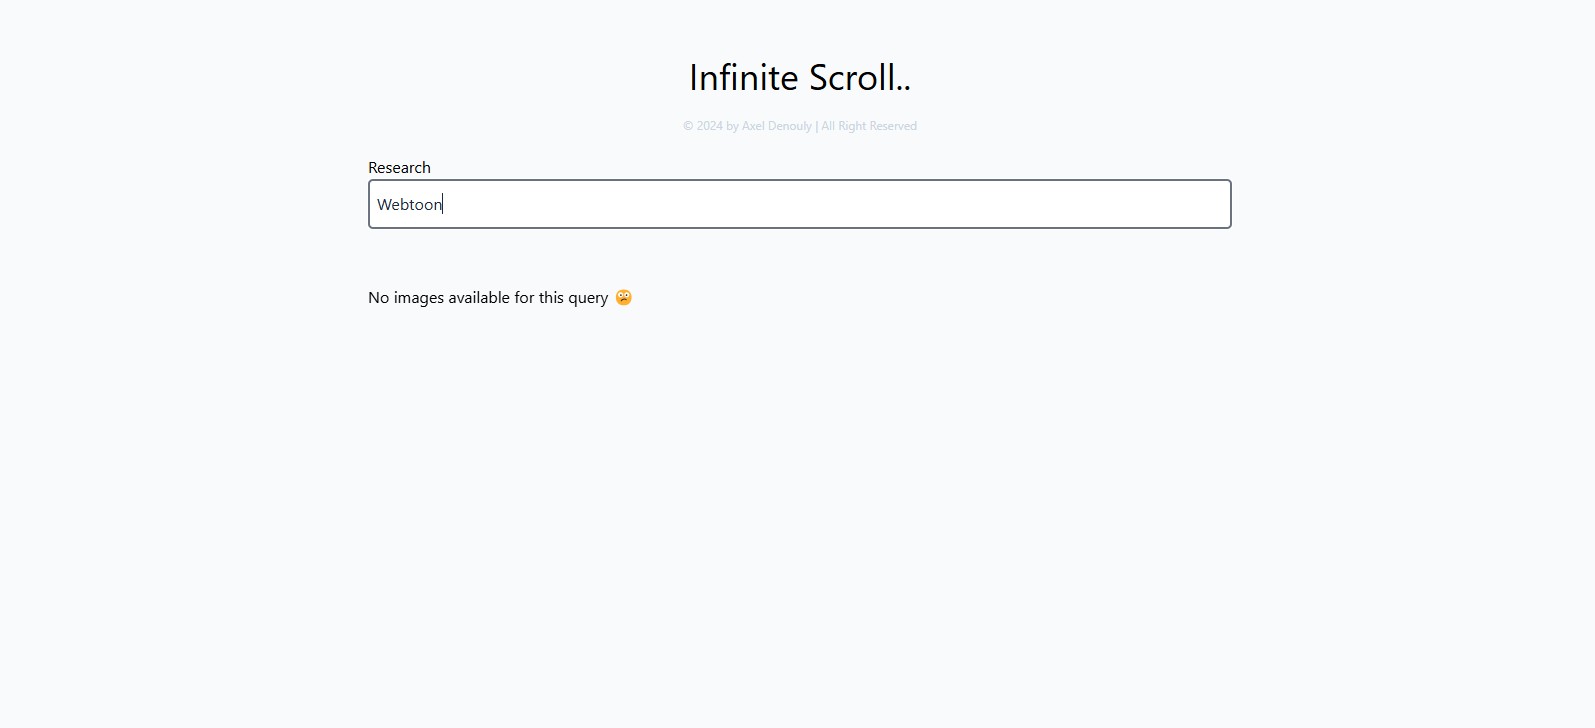 Infinite Scroll..
© 2024 by Axel Denouly | All Right Reserved
Research
Webtoon
No images available for this query 🫤